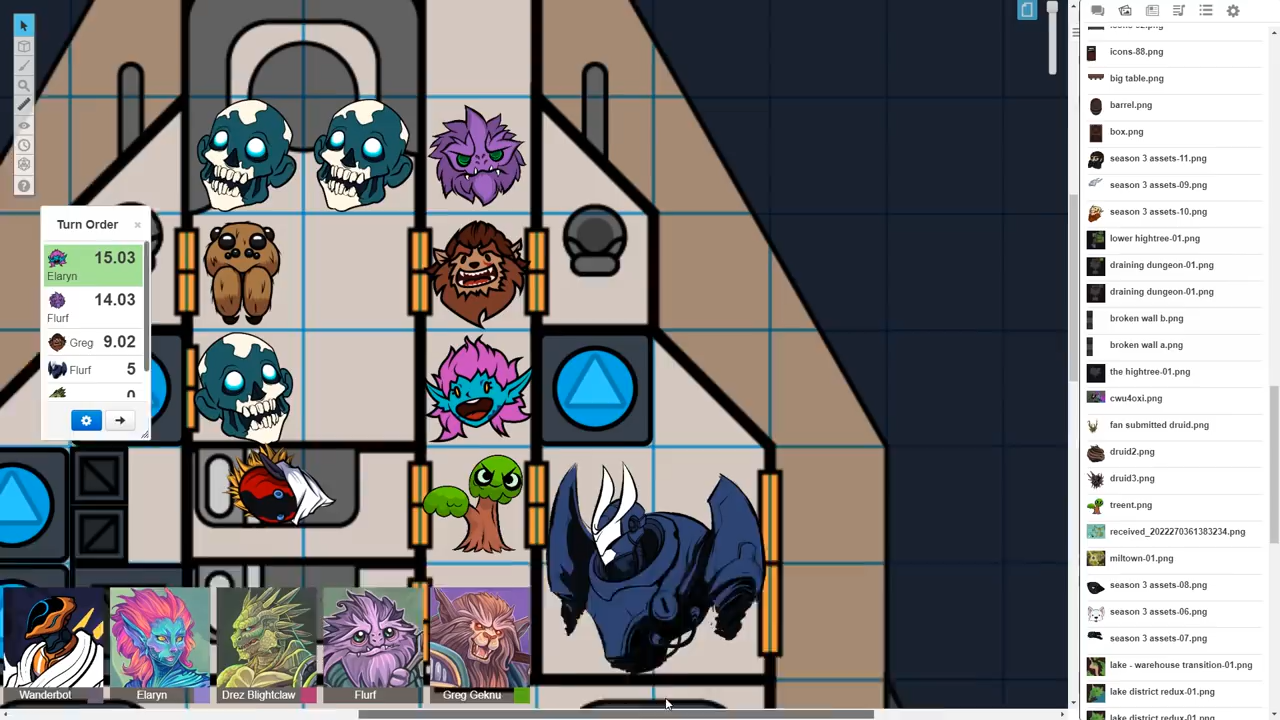 icons-88.png
big table.png
barrel.png
box.png
season 3 assets-11.png
season 3 assets-09.png
season 3 assets-10.png
lower hightree-01.png
draining dungeon-01.png
draining dungeon-01.png
broken wall b.png
broken wall a.png
the hightree-01.png
cwu4oxi.png
fan submitted druid.png
druid2.png
druid3.png
treent.png
received_2022270361383234.png
miltown-01.png
season 3 assets-08.png
season 3 assets-06.png
season 3 assets-07.png
lake - warehouse transition-01.png
lake district redux-01.png
lake district redux-01.png
Turn Order
15.03
Elaryn
14.03
Flurf
Greg 9.02
Flurf 5
0
Wanderbot
Elaryn
Drez Blightclaw
Flurf
Greg Geknu